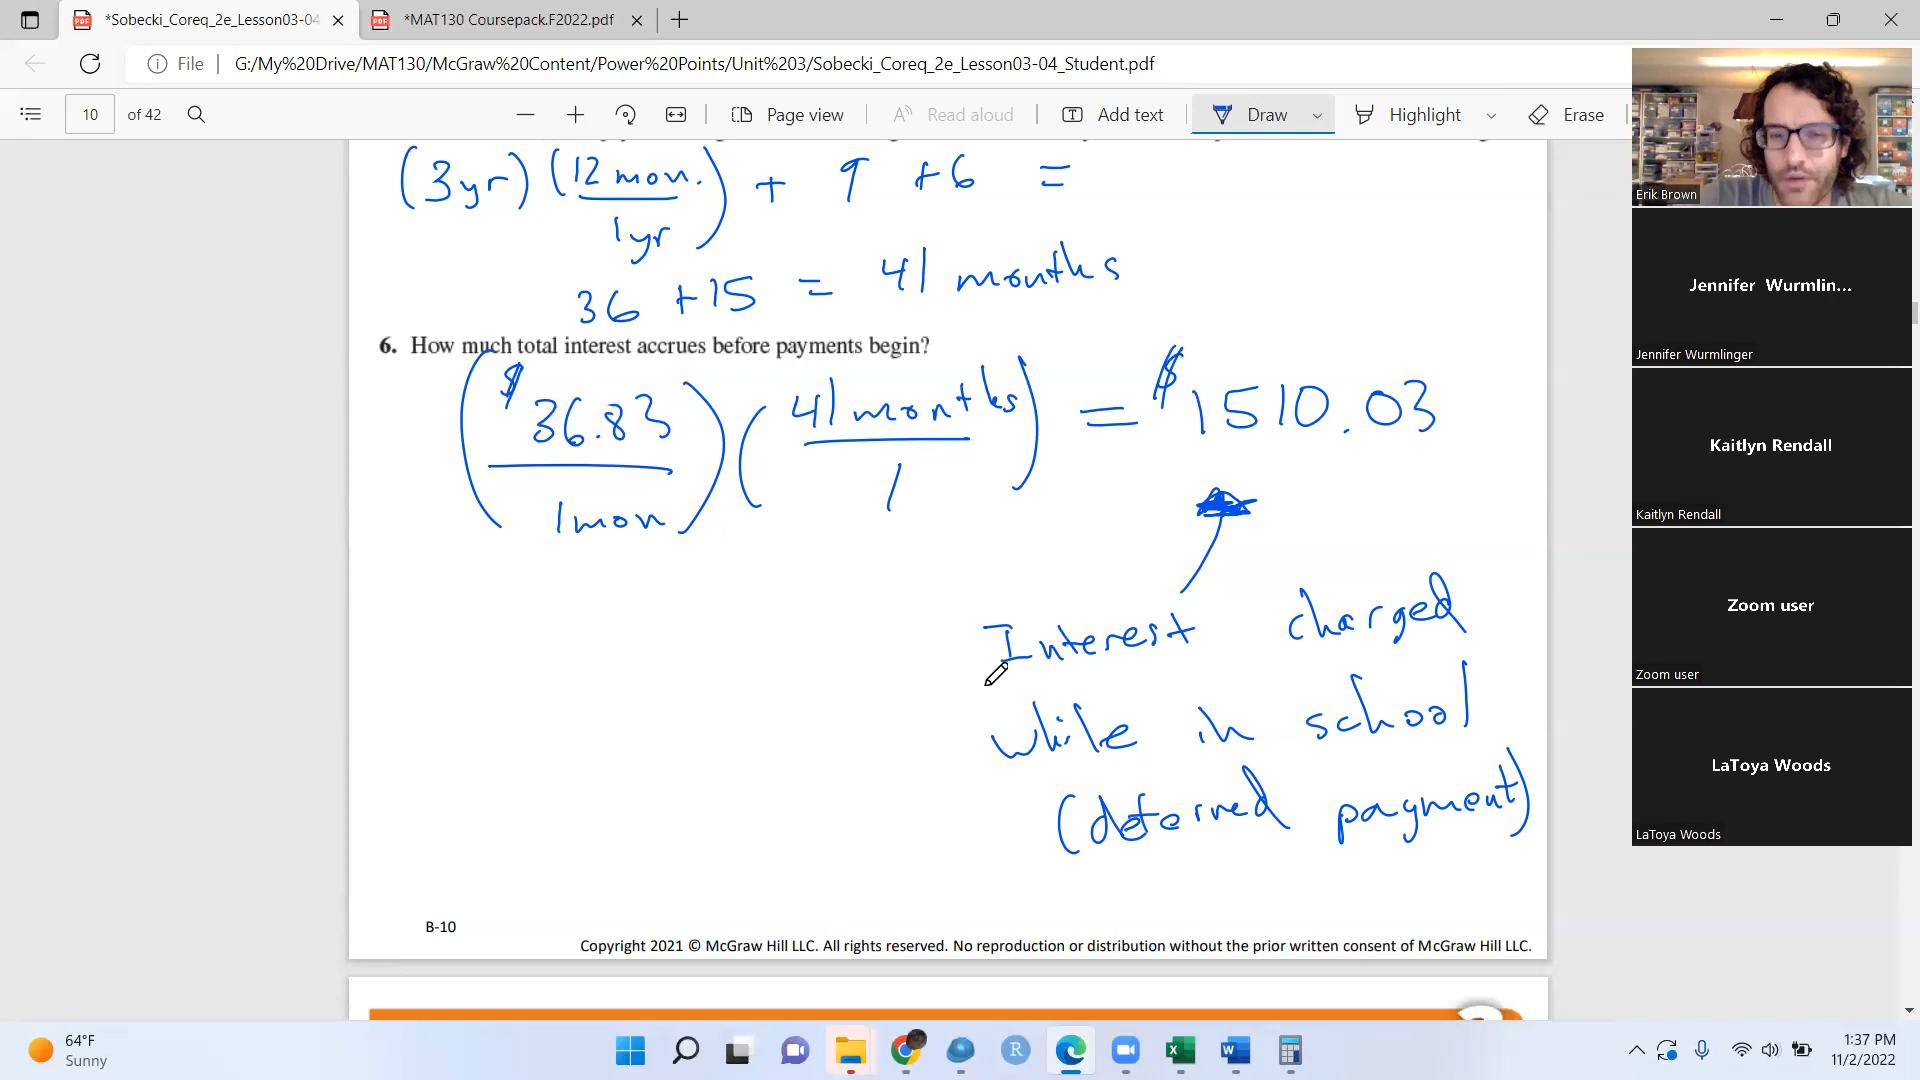 *Sobecki_Coreq_2e_Lesson03-04
*MAT130 Coursepack.F2022.pdf
File
G:/My%20Drive/MAT130/McGraw%20Content/Power%20Points/Unit%203/Sobecki_Coreq_2e_Lesson03-04_Student.pdf
10 of 42
Page view
Read aloud
Add text
Draw
Highlight
Erase
(3yr) (12 mon. / 1yr) + 9 + 6 =
36 + 15 = 41 months
6. How much total interest accrues before payments begin?
($36.83 / 1 mon) (41 months / 1) = $1510.03
Interest charged
while in school
(deferred payment)
B-10
Copyright 2021 © McGraw Hill LLC. All rights reserved. No reproduction or distribution without the prior written consent of McGraw Hill LLC.
Erik Brown
Jennifer Wurmlin...
Jennifer Wurmlinger
Kaitlyn Rendall
Kaitlyn Rendall
Zoom user
Zoom user
LaToya Woods
LaToya Woods
64°F
Sunny
1:37 PM
11/2/2022